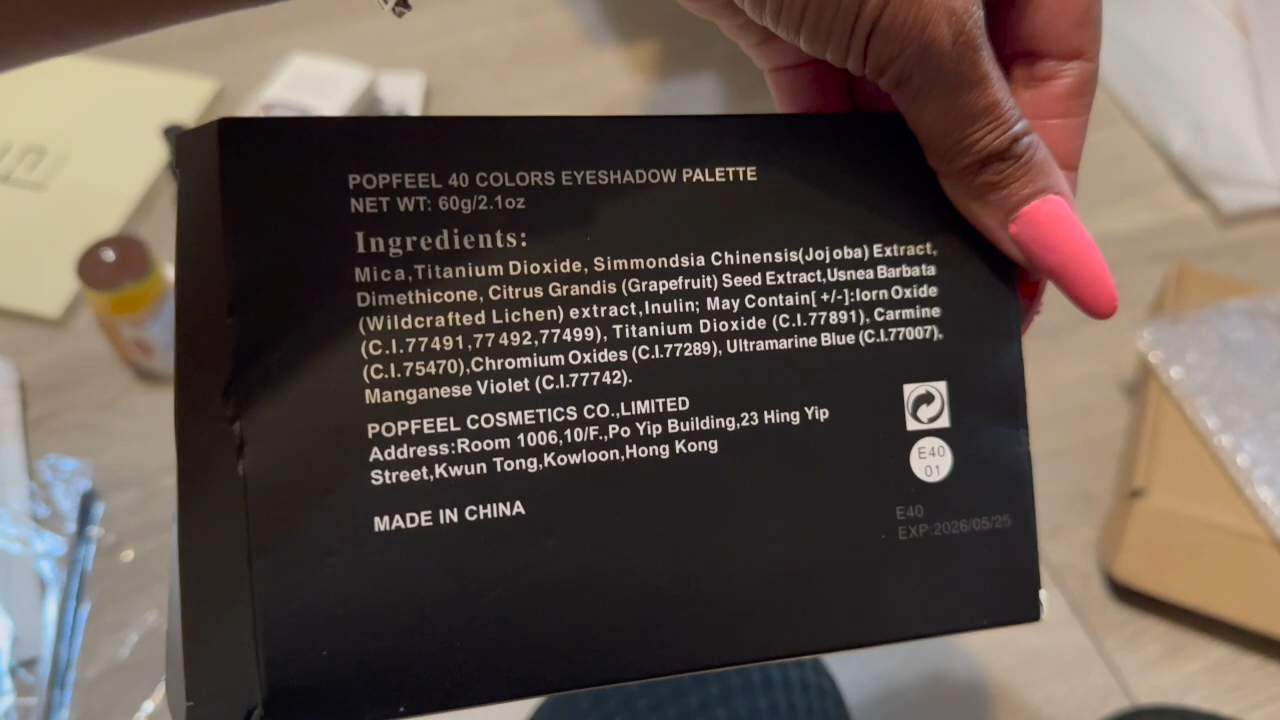 POPFEEL 40 COLORS EYESHADOW PALETTE
NET WT: 60g/2.1oz
Ingredients:
Mica,Titanium Dioxide, Simmondsia Chinensis(Jojoba) Extract,
Dimethicone, Citrus Grandis (Grapefruit) Seed Extract,Usnea Barbata
(Wildcrafted Lichen) extract,Inulin; May Contain[ +/-]:Iorn Oxide
(C.I.77491,77492,77499), Titanium Dioxide (C.I.77891), Carmine
(C.I.75470),Chromium Oxides (C.I.77289), Ultramarine Blue (C.I.77007),
Manganese Violet (C.I.77742).
POPFEEL COSMETICS CO.,LIMITED
Address:Room 1006,10/F.,Po Yip Building,23 Hing Yip
Street,Kwun Tong,Kowloon,Hong Kong
MADE IN CHINA
E40
01
E40
EXP:2026/05/25